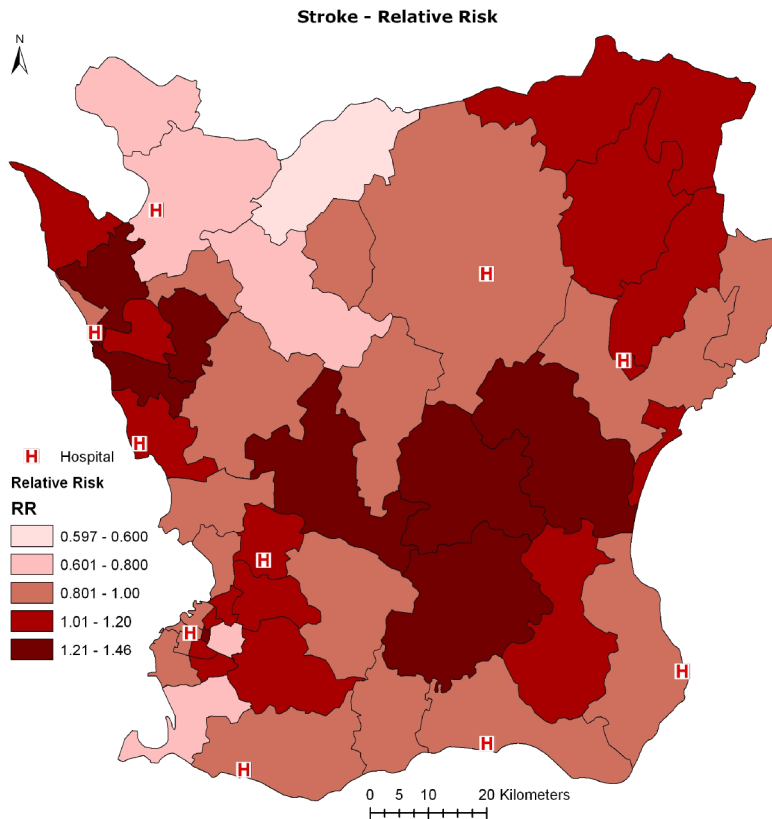 Stroke - Relative Risk
N
H
H
H
H
H
H Hospital
Relative Risk
RR
0.597 - 0.600
0.601 - 0.800
0.801 - 1.00
1.01 - 1.20
1.21 - 1.46
H
H
H
H
H
0 5 10 20 Kilometers